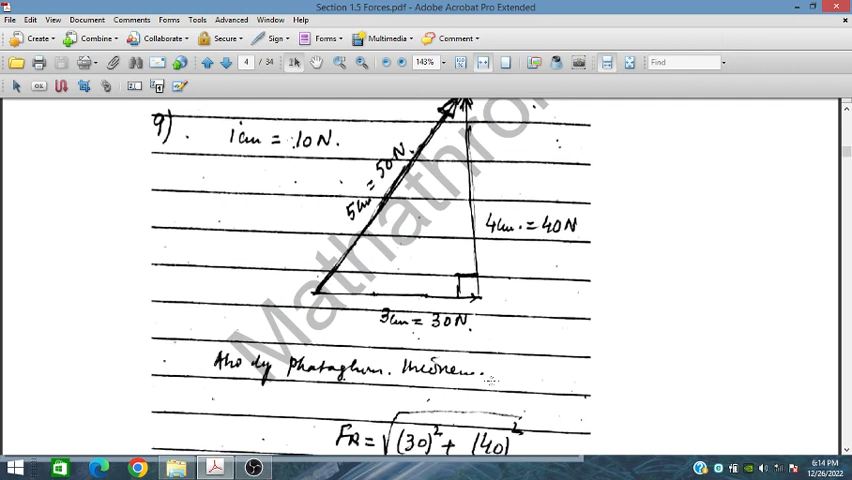 Section 1.5 Forces.pdf - Adobe Acrobat Pro Extended
File Edit View Document Comments Forms Tools Advanced Window Help
Create Combine Collaborate Secure Sign Forms Multimedia Comment
4 / 34 143% Find
9).
1cm = 10N.
5cm = 50N.
4cm. = 40N
3cm = 30N.
Also by Phatoghern. Theorem.
FR = √(30)² + (40)²
Mathathro
6:14 PM
12/26/2022